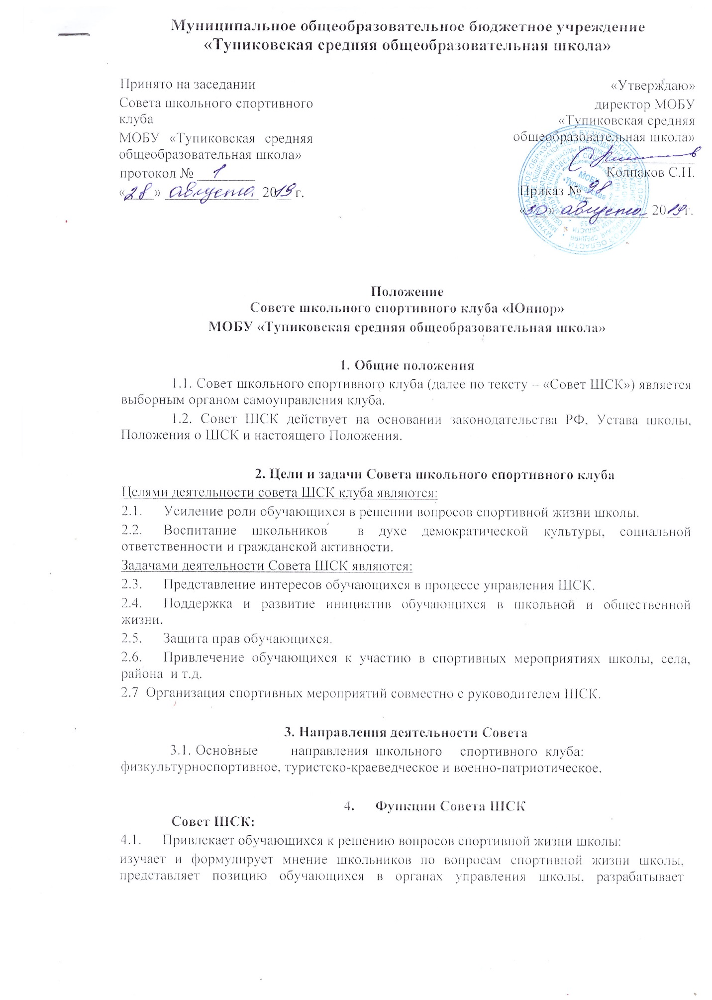 Муниципальное общеобразовательное бюджетное учреждение
«Тупиковская средняя общеобразовательная школа»
Принято на заседании
Совета школьного спортивного
клуба
МОБУ «Тупиковская средняя
общеобразовательная школа»
протокол № 1
«28» августа 2019 г.
«Утверждаю»
директор МОБУ
«Тупиковская средняя
общеобразовательная школа»
Колпаков С.Н.
Приказ № 98
«30» августа 2019 г.
МОБУ
«Тупиковская
СОШ»
Положение
Совете школьного спортивного клуба «Юниор»
МОБУ «Тупиковская средняя общеобразовательная школа»
1. Общие положения
1.1. Совет школьного спортивного клуба (далее по тексту – «Совет ШСК») является
выборным органом самоуправления клуба.
1.2. Совет ШСК действует на основании законодательства РФ, Устава школы,
Положения о ШСК и настоящего Положения.
2. Цели и задачи Совета школьного спортивного клуба
Целями деятельности совета ШСК клуба являются:
2.1. Усиление роли обучающихся в решении вопросов спортивной жизни школы.
2.2. Воспитание школьников в духе демократической культуры, социальной
ответственности и гражданской активности.
Задачами деятельности Совета ШСК являются:
2.3. Представление интересов обучающихся в процессе управления ШСК.
2.4. Поддержка и развитие инициатив обучающихся в школьной и общественной
жизни.
2.5. Защита прав обучающихся.
2.6. Привлечение обучающихся к участию в спортивных мероприятиях школы, села,
района и т.д.
2.7 Организация спортивных мероприятий совместно с руководителем ШСК.
3. Направления деятельности Совета
3.1. Основные направления школьного спортивного клуба:
физкультурноспортивное, туристско-краеведческое и военно-патриотическое.
4. Функции Совета ШСК
Совет ШСК:
4.1. Привлекает обучающихся к решению вопросов спортивной жизни школы:
изучает и формулирует мнение школьников по вопросам спортивной жизни школы,
представляет позицию обучающихся в органах управления школы, разрабатывает